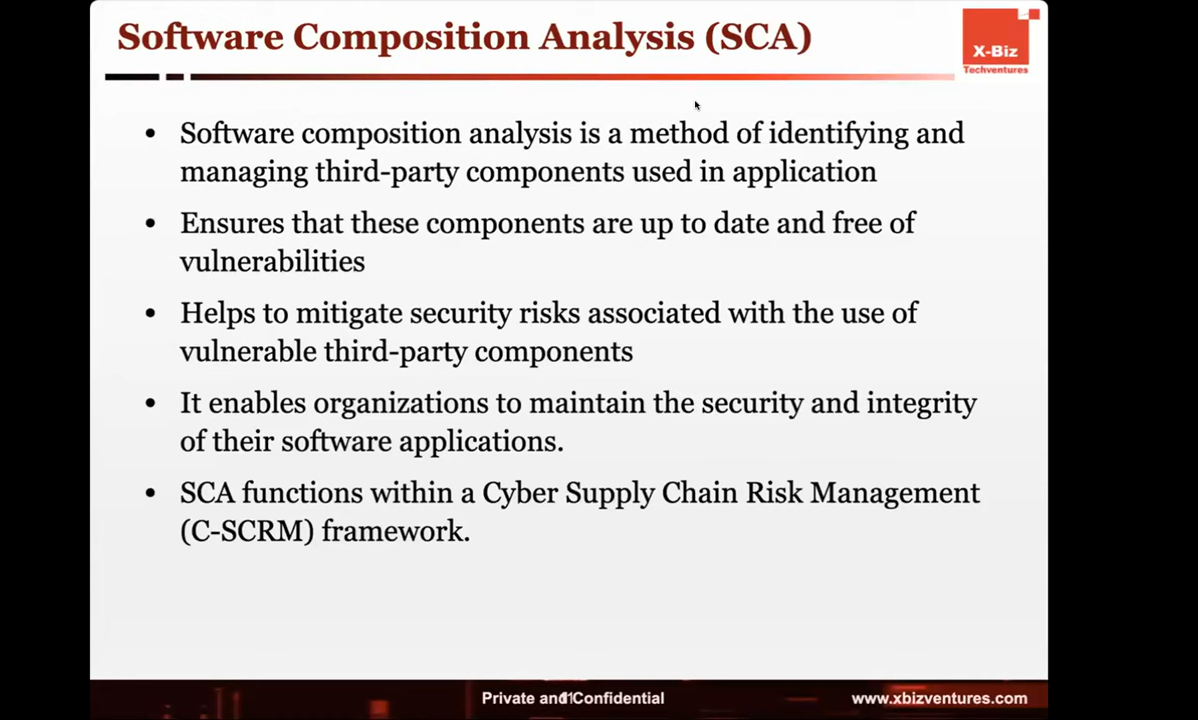 Software Composition Analysis (SCA)
X-Biz
Techventures
• Software composition analysis is a method of identifying and
managing third-party components used in application
• Ensures that these components are up to date and free of
vulnerabilities
• Helps to mitigate security risks associated with the use of
vulnerable third-party components
• It enables organizations to maintain the security and integrity
of their software applications.
• SCA functions within a Cyber Supply Chain Risk Management
(C-SCRM) framework.
Private and Confidential
www.xbizventures.com